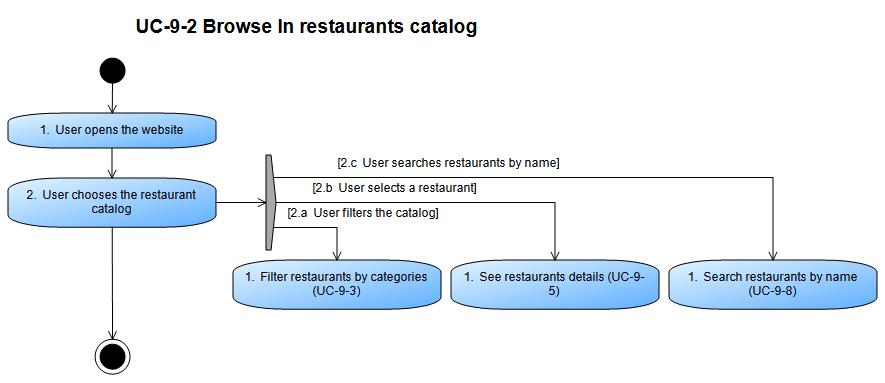 UC-9-2 Browse In restaurants catalog
1. User opens the website
[2.c User searches restaurants by name]
2. User chooses the restaurant
catalog
[2.b User selects a restaurant]
[2.a User filters the catalog]
1. Filter restaurants by categories
(UC-9-3)
1. See restaurants details (UC-9-
5)
1. Search restaurants by name
(UC-9-8)